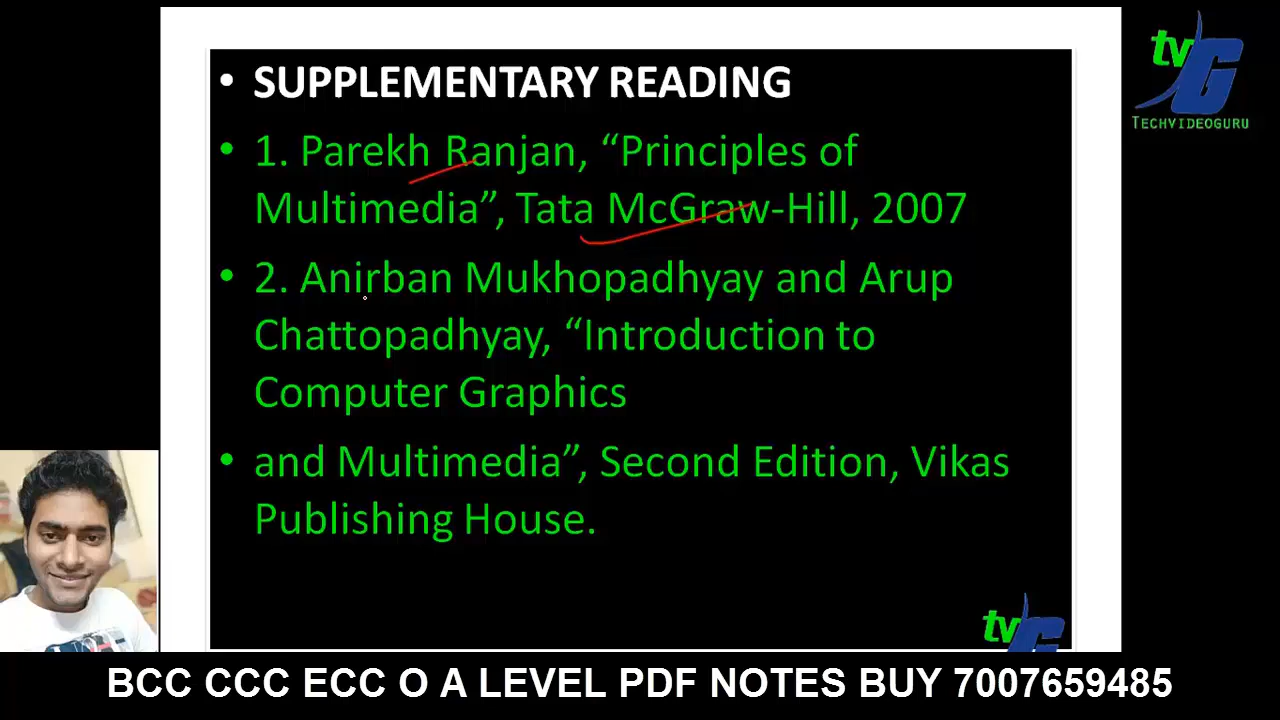 tvG
TECHVIDEOGURU
• SUPPLEMENTARY READING
• 1. Parekh Ranjan, “Principles of
Multimedia”, Tata McGraw-Hill, 2007
• 2. Anirban Mukhopadhyay and Arup
Chattopadhyay, “Introduction to
Computer Graphics
• and Multimedia”, Second Edition, Vikas
Publishing House.
tvG
BCC CCC ECC O A LEVEL PDF NOTES BUY 7007659485